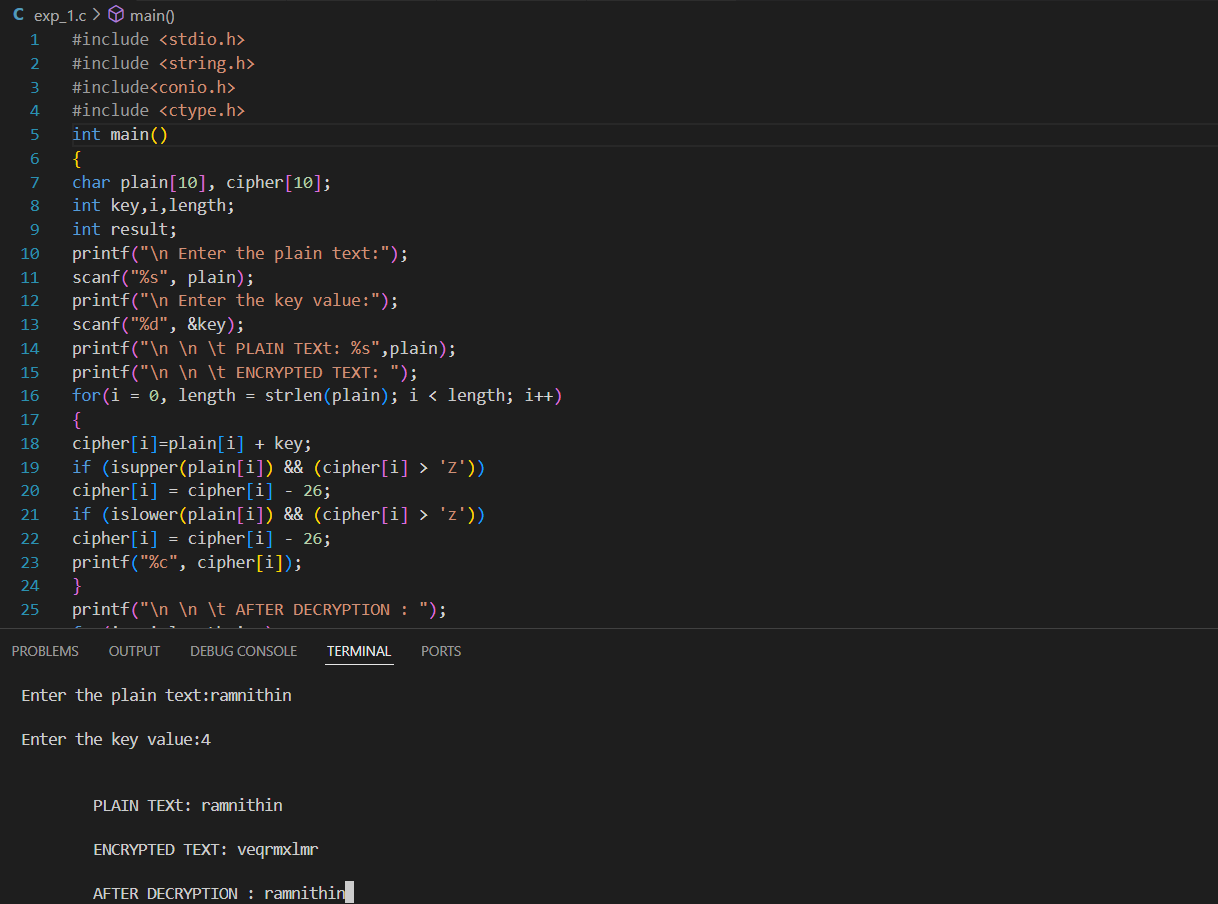 C exp_1.c > main()
1 #include <stdio.h>
2 #include <string.h>
3 #include<conio.h>
4 #include <ctype.h>
5 int main()
6 {
7 char plain[10], cipher[10];
8 int key,i,length;
9 int result;
10 printf("\n Enter the plain text:");
11 scanf("%s", plain);
12 printf("\n Enter the key value:");
13 scanf("%d", &key);
14 printf("\n \n \t PLAIN TEXt: %s",plain);
15 printf("\n \n \t ENCRYPTED TEXT: ");
16 for(i = 0, length = strlen(plain); i < length; i++)
17 {
18 cipher[i]=plain[i] + key;
19 if (isupper(plain[i]) && (cipher[i] > 'Z'))
20 cipher[i] = cipher[i] - 26;
21 if (islower(plain[i]) && (cipher[i] > 'z'))
22 cipher[i] = cipher[i] - 26;
23 printf("%c", cipher[i]);
24 }
25 printf("\n \n \t AFTER DECRYPTION : ");
PROBLEMS OUTPUT DEBUG CONSOLE TERMINAL PORTS
Enter the plain text:ramnithin
Enter the key value:4
PLAIN TEXt: ramnithin
ENCRYPTED TEXT: veqrmxlmr
AFTER DECRYPTION : ramnithin